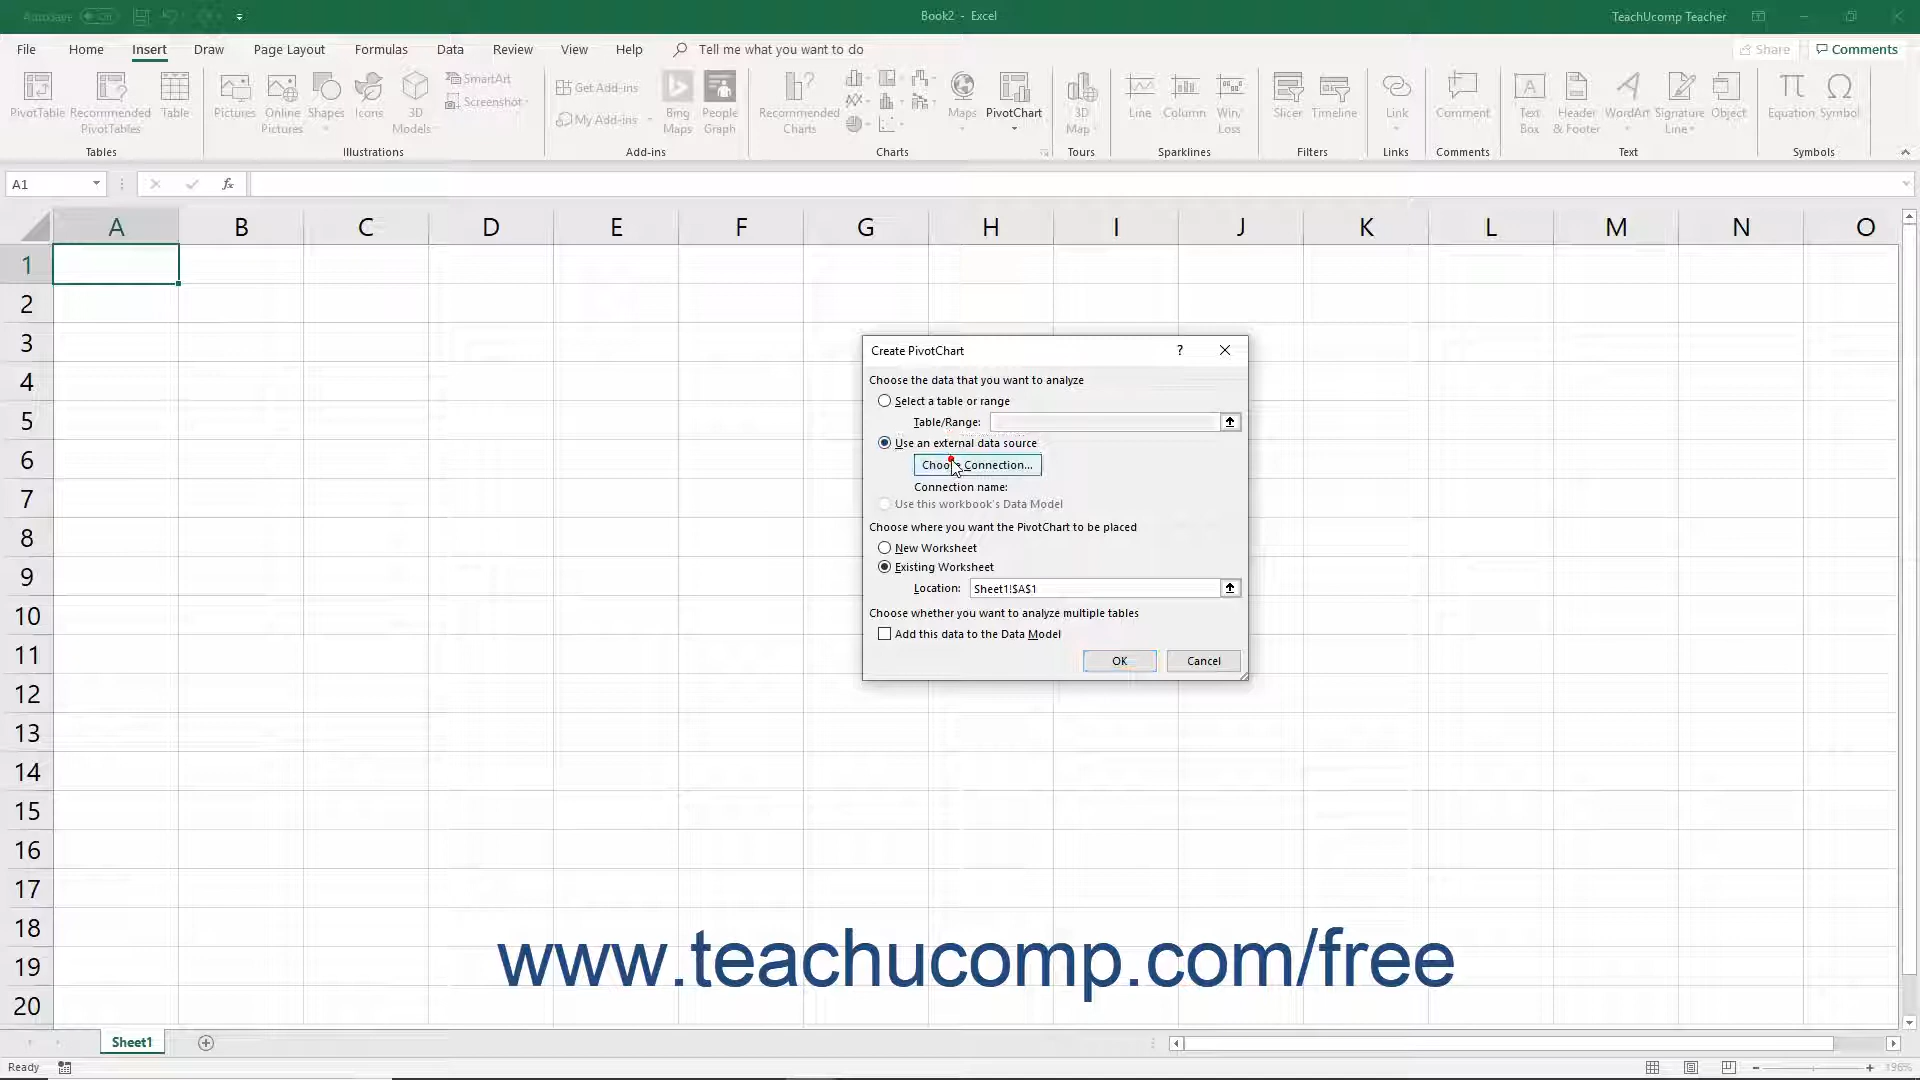 AutoSave Off
Book2 - Excel
TeachUcomp Teacher
File Home Insert Draw Page Layout Formulas Data Review View Help Tell me what you want to do Share Comments
PivotTable Recommended PivotTables Table
Tables
Pictures Online Pictures Shapes Icons 3D Models SmartArt Screenshot
Illustrations
Get Add-ins My Add-ins Bing Maps People Graph
Add-ins
Recommended Charts Maps PivotChart
Charts
3D Map
Tours
Line Column Win/Loss
Sparklines
Slicer Timeline
Filters
Link
Links
Comment
Comments
Text Box Header & Footer WordArt Signature Line Object
Text
Equation Symbol
Symbols
A1 fx
A B C D E F G H I J K L M N O
1
2
3
4
5
6
7
8
9
10
11
12
13
14
15
16
17
18
19
20
Create PivotChart ?
Choose the data that you want to analyze
Select a table or range
Table/Range:
Use an external data source
Choose Connection...
Connection name:
Use this workbook's Data Model
Choose where you want the PivotChart to be placed
New Worksheet
Existing Worksheet
Location: Sheet1!$A$1
Choose whether you want to analyze multiple tables
Add this data to the Data Model
OK Cancel
www.teachucomp.com/free
Sheet1
Ready
196%